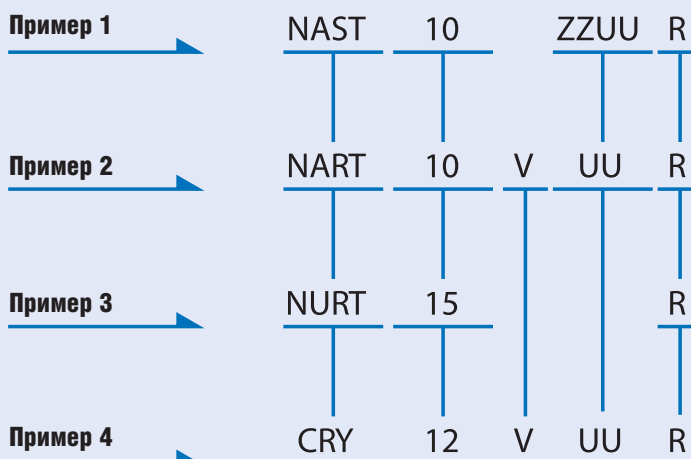 Пример 1 NAST 10 ZZUU R
Пример 2 NART 10 V UU R
Пример 3 NURT 15 R
Пример 4 CRY 12 V UU R